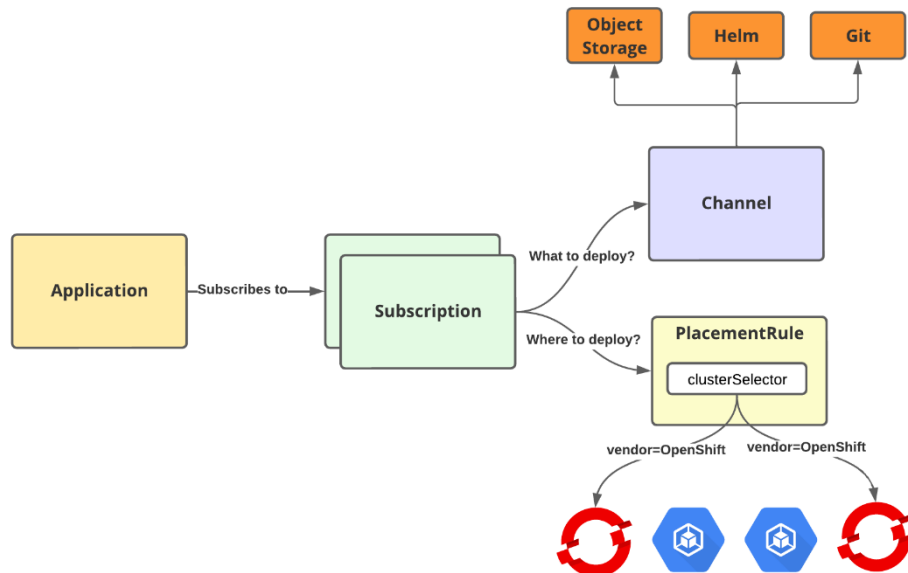 Object
Storage
Helm
Git
Channel
What to deploy?
Application
Subscribes to
Subscription
Where to deploy?
PlacementRule
clusterSelector
vendor=OpenShift
vendor=OpenShift